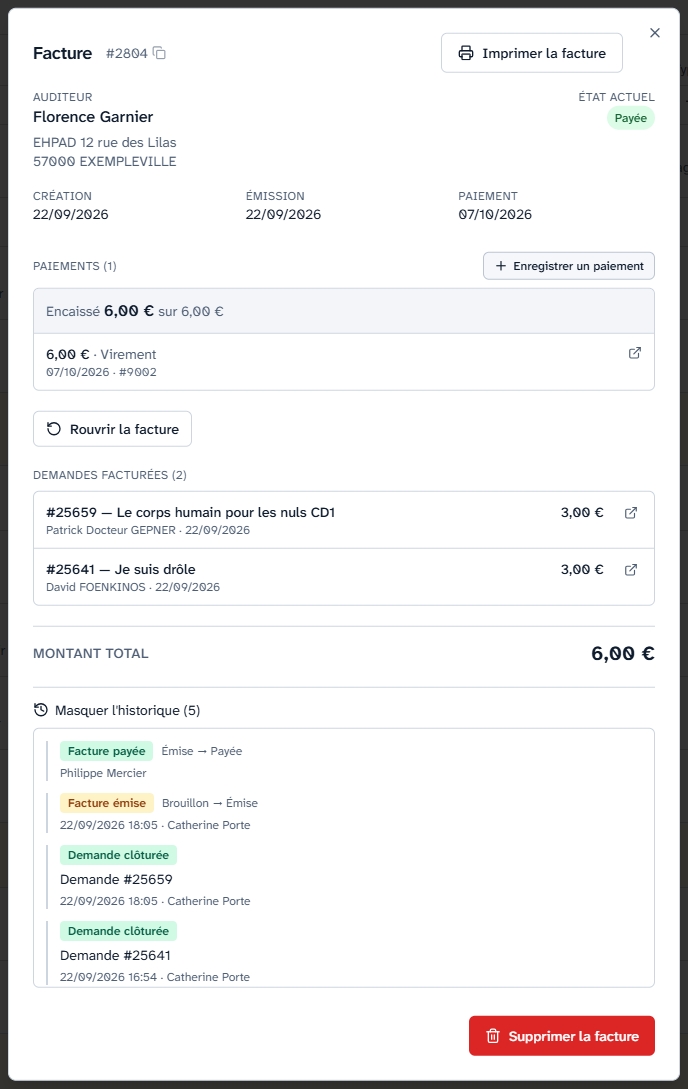 Facture #2804
Imprimer la facture
AUDITEUR
Florence Garnier
EHPAD 12 rue des Lilas
57000 EXEMPLEVILLE
ÉTAT ACTUEL
Payée
CRÉATION
22/09/2026
ÉMISSION
22/09/2026
PAIEMENT
07/10/2026
PAIEMENTS (1)
+ Enregistrer un paiement
Encaissé 6,00 € sur 6,00 €
6,00 € · Virement
07/10/2026 · #9002
Rouvrir la facture
DEMANDES FACTURÉES (2)
#25659 — Le corps humain pour les nuls CD1 3,00 €
Patrick Docteur GEPNER · 22/09/2026
#25641 — Je suis drôle 3,00 €
David FOENKINOS · 22/09/2026
MONTANT TOTAL 6,00 €
Masquer l'historique (5)
Facture payée Émise → Payée
Philippe Mercier
Facture émise Brouillon → Émise
22/09/2026 18:05 · Catherine Porte
Demande clôturée
Demande #25659
22/09/2026 18:05 · Catherine Porte
Demande clôturée
Demande #25641
22/09/2026 16:54 · Catherine Porte
Supprimer la facture